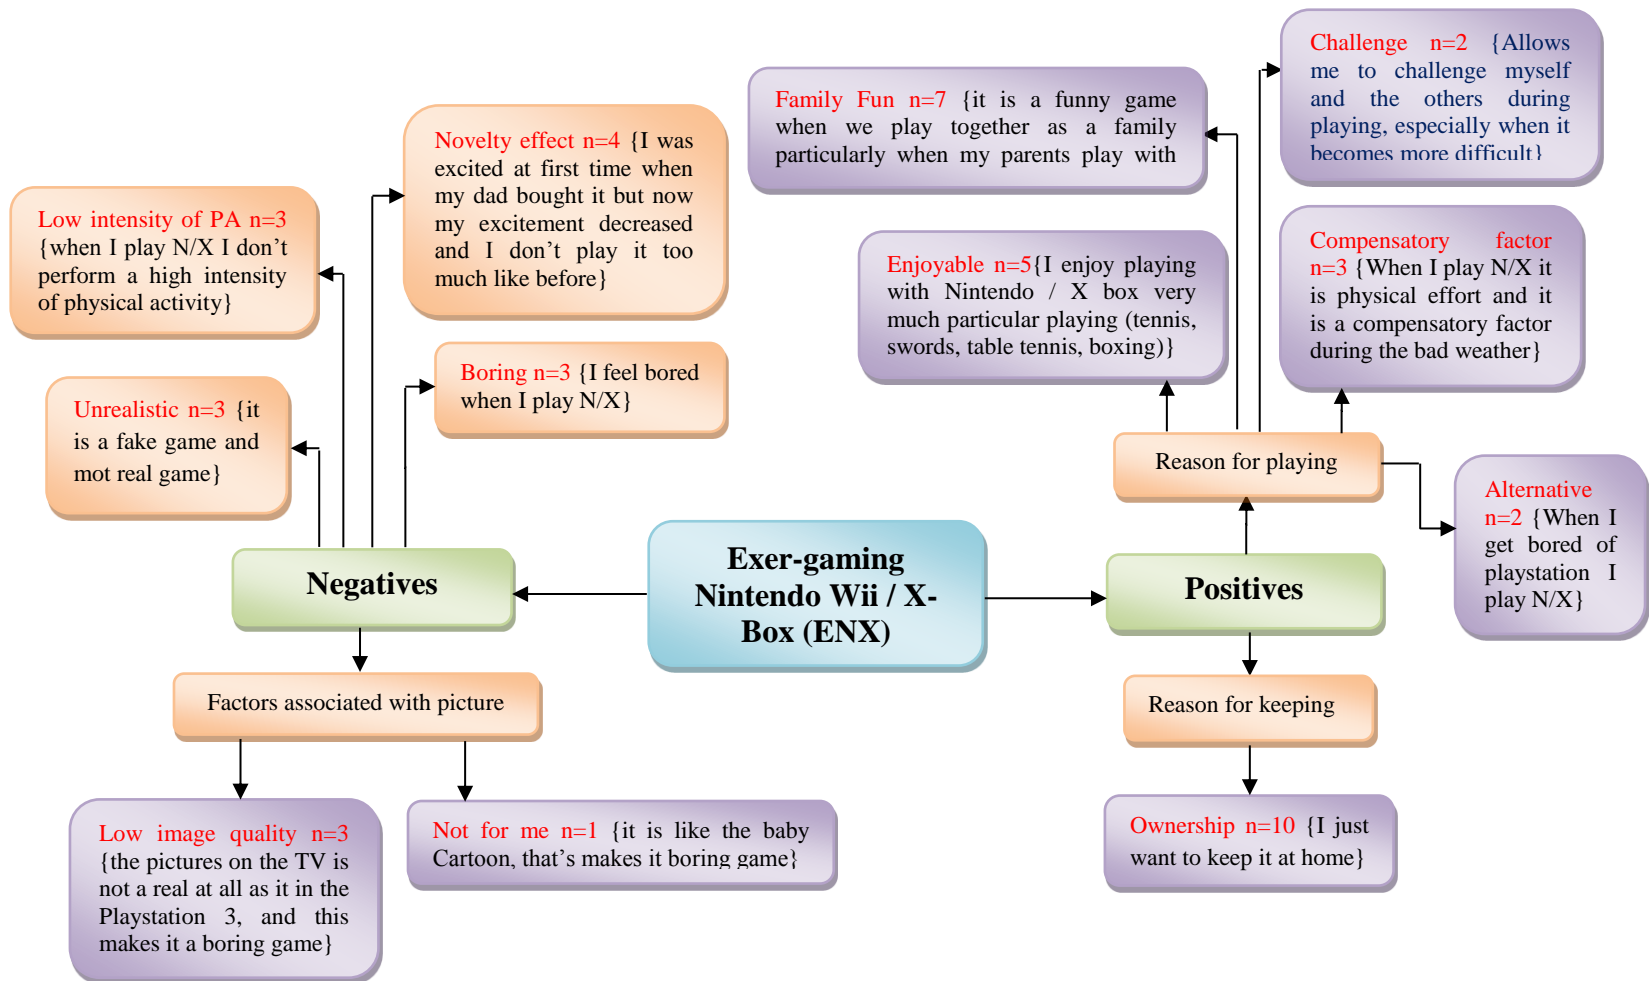 Challenge n=2 {Allows
me to challenge myself
and the others during
playing, especially when it
becomes more difficult}
Family Fun n=7 {it is a funny game
when we play together as a family
particularly when my parents play with
Novelty effect n=4 {I was
excited at first time when
my dad bought it but now
my excitement decreased
and I don't play it too
much like before}
Low intensity of PA n=3
{when I play N/X I don't
perform a high intensity
of physical activity}
Compensatory factor
n=3 {When I play N/X it
is physical effort and it
is a compensatory factor
during the bad weather}
Enjoyable n=5{I enjoy playing
with Nintendo / X box very
much particular playing (tennis,
swords, table tennis, boxing)}
Boring n=3 {I feel bored
when I play N/X}
Unrealistic n=3 {it
is a fake game and
mot real game}
Reason for playing
Alternative
n=2 {When I
get bored of
playstation I
play N/X}
Negatives
Exer-gaming
Nintendo Wii / X-
Box (ENX)
Positives
Factors associated with picture
Reason for keeping
Low image quality n=3
{the pictures on the TV is
not a real at all as it in the
Playstation 3, and this
makes it a boring game}
Not for me n=1 {it is like the baby
Cartoon, that's makes it boring game}
Ownership n=10 {I just
want to keep it at home}